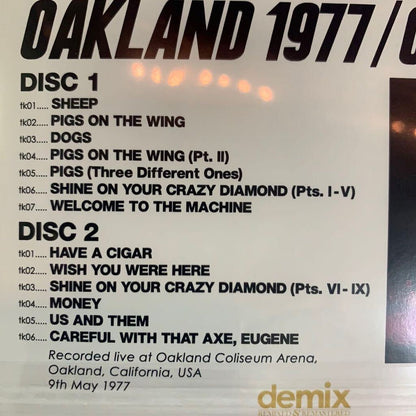 OAKLAND 1977/
DISC 1
tk01..... SHEEP
tk02..... PIGS ON THE WING
tk03..... DOGS
tk04..... PIGS ON THE WING (Pt. II)
tk05..... PIGS (Three Different Ones)
tk06..... SHINE ON YOUR CRAZY DIAMOND (Pts. I-V)
tk07..... WELCOME TO THE MACHINE
DISC 2
tk01..... HAVE A CIGAR
tk02..... WISH YOU WERE HERE
tk03..... SHINE ON YOUR CRAZY DIAMOND (Pts. VI-IX)
tk04..... MONEY
tk05..... US AND THEM
tk06..... CAREFUL WITH THAT AXE, EUGENE
Recorded live at Oakland Coliseum Arena,
Oakland, California, USA
9th May 1977
demix
REMIXED & REMASTERED